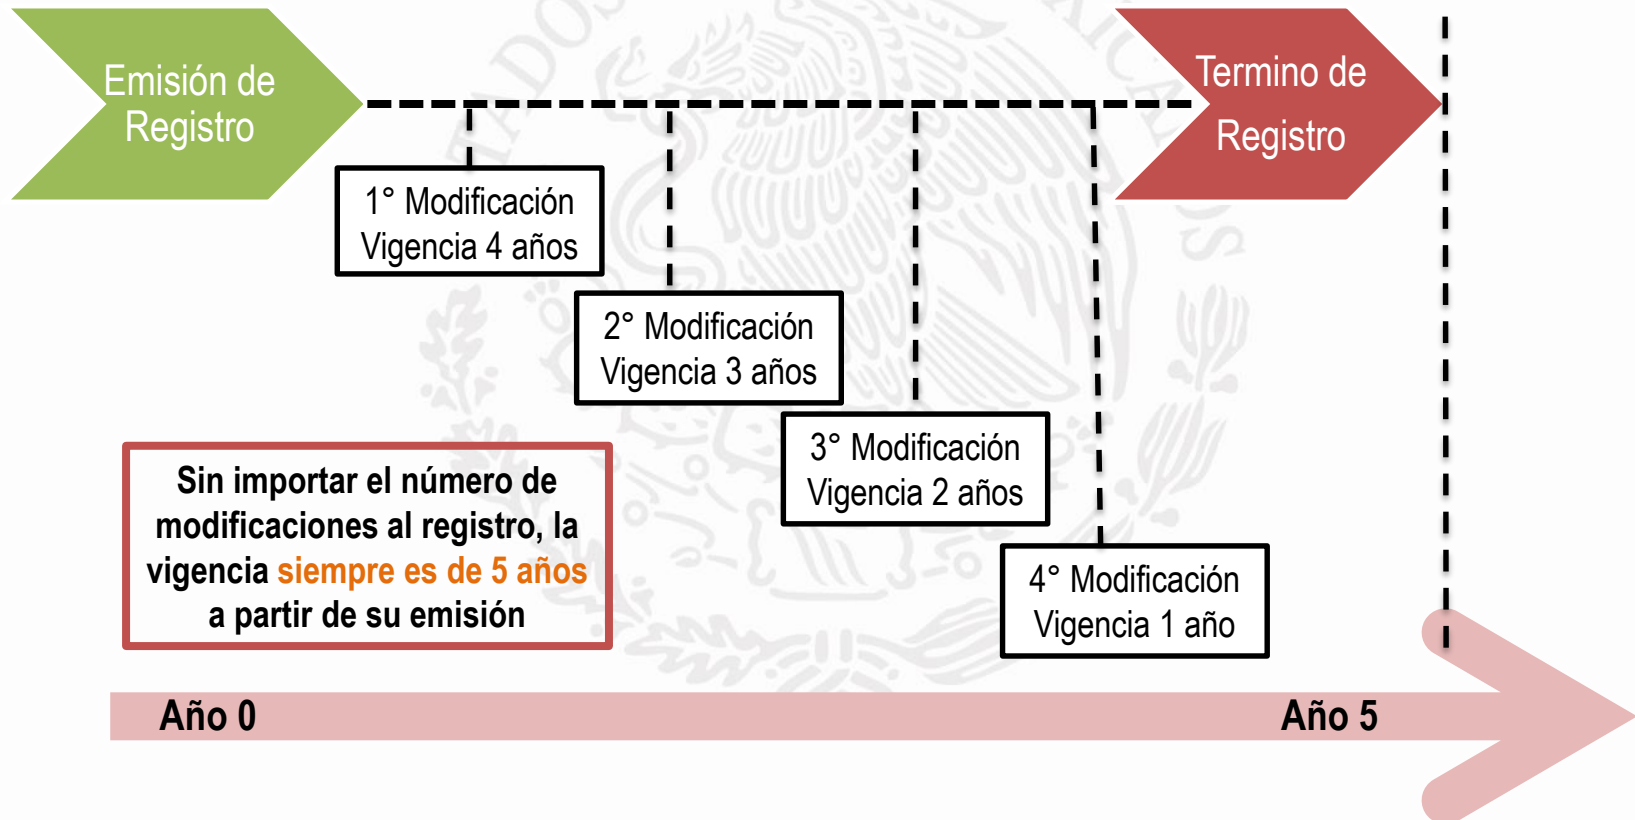 Emisión de
Registro
Termino de
Registro
1° Modificación
Vigencia 4 años
2° Modificación
Vigencia 3 años
3° Modificación
Vigencia 2 años
4° Modificación
Vigencia 1 año
Sin importar el número de
modificaciones al registro, la
vigencia siempre es de 5 años
a partir de su emisión
Año 0
Año 5